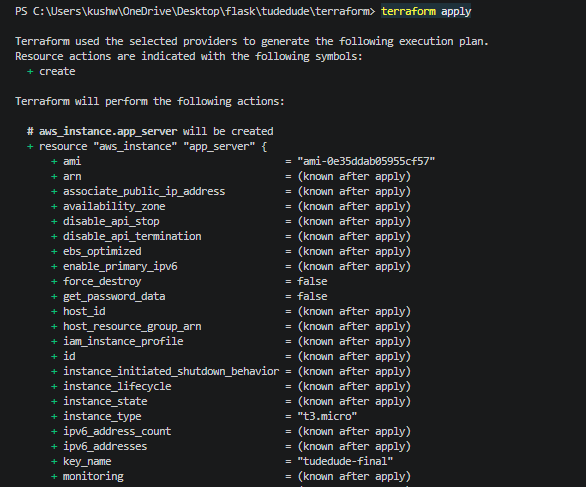 PS C:\Users\kushw\OneDrive\Desktop\flask\tudedude\terraform> terraform apply
Terraform used the selected providers to generate the following execution plan.
Resource actions are indicated with the following symbols:
+ create
Terraform will perform the following actions:
# aws_instance.app_server will be created
+ resource "aws_instance" "app_server" {
+ ami = "ami-0e35ddab05955cf57"
+ arn = (known after apply)
+ associate_public_ip_address = (known after apply)
+ availability_zone = (known after apply)
+ disable_api_stop = (known after apply)
+ disable_api_termination = (known after apply)
+ ebs_optimized = (known after apply)
+ enable_primary_ipv6 = (known after apply)
+ force_destroy = false
+ get_password_data = false
+ host_id = (known after apply)
+ host_resource_group_arn = (known after apply)
+ iam_instance_profile = (known after apply)
+ id = (known after apply)
+ instance_initiated_shutdown_behavior = (known after apply)
+ instance_lifecycle = (known after apply)
+ instance_state = (known after apply)
+ instance_type = "t3.micro"
+ ipv6_address_count = (known after apply)
+ ipv6_addresses = (known after apply)
+ key_name = "tudedude-final"
+ monitoring = (known after apply)